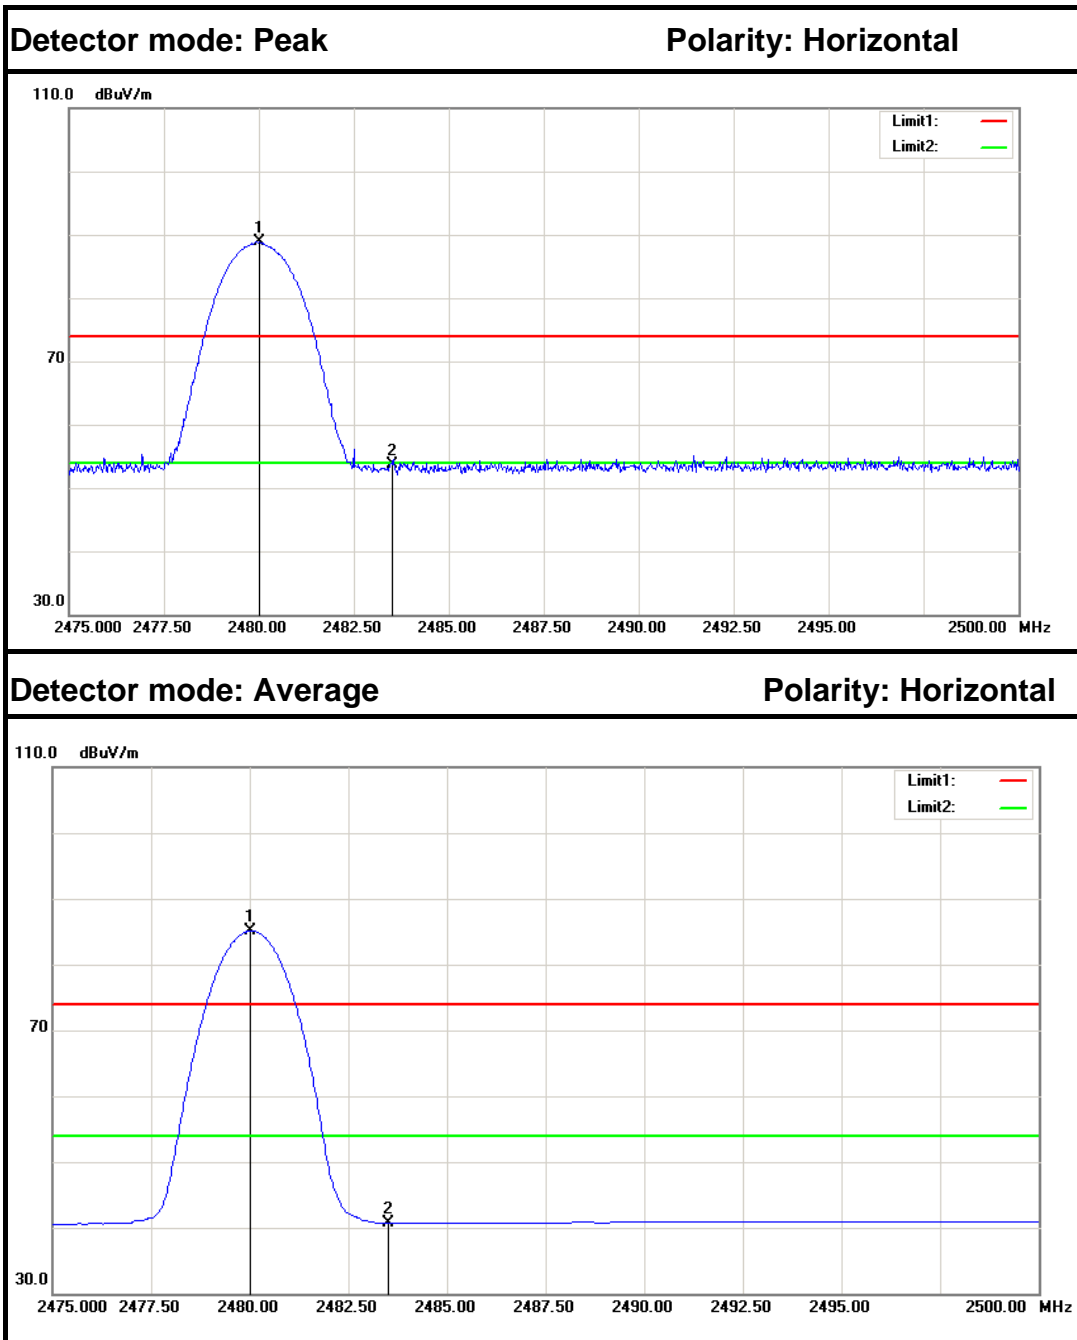 Detector mode: Peak Polarity: Horizontal
110.0 dBuV/m
Limit1:
Limit2:
1
70
2
30.0
2475.000 2477.50 2480.00 2482.50 2485.00 2487.50 2490.00 2492.50 2495.00 2500.00 MHz
Detector mode: Average Polarity: Horizontal
110.0 dBuV/m
Limit1:
Limit2:
1
70
2
30.0
2475.000 2477.50 2480.00 2482.50 2485.00 2487.50 2490.00 2492.50 2495.00 2500.00 MHz